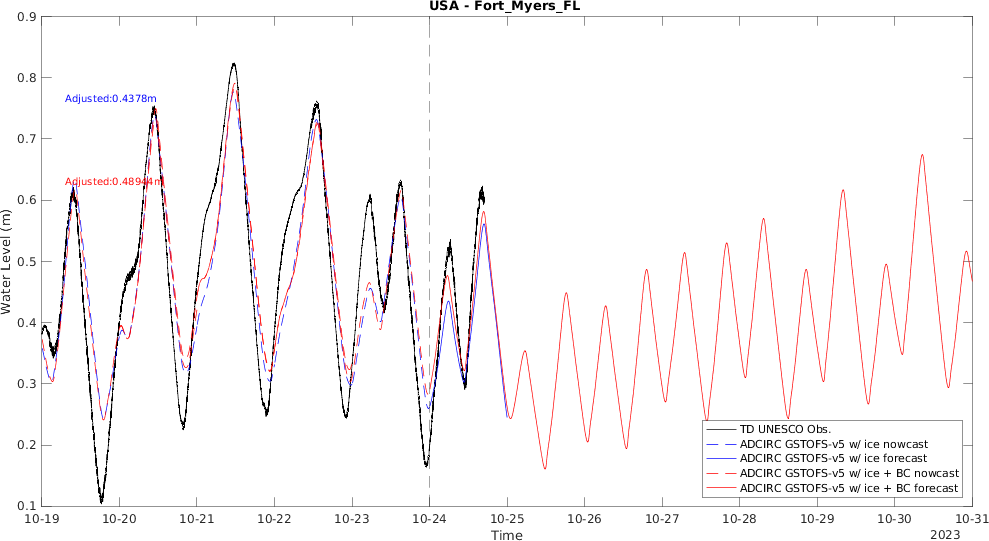 USA - Fort_Myers_FL
0.9
0.8
0.7
0.6
0.5
0.4
0.3
0.2
0.1
Water Level (m)
Adjusted:0.4378m
Adjusted:0.48944m
TD UNESCO Obs.
ADCIRC GSTOFS-v5 w/ ice nowcast
ADCIRC GSTOFS-v5 w/ ice forecast
ADCIRC GSTOFS-v5 w/ ice + BC nowcast
ADCIRC GSTOFS-v5 w/ ice + BC forecast
10-19 10-20 10-21 10-22 10-23 10-24 10-25 10-26 10-27 10-28 10-29 10-30 10-31
Time
2023